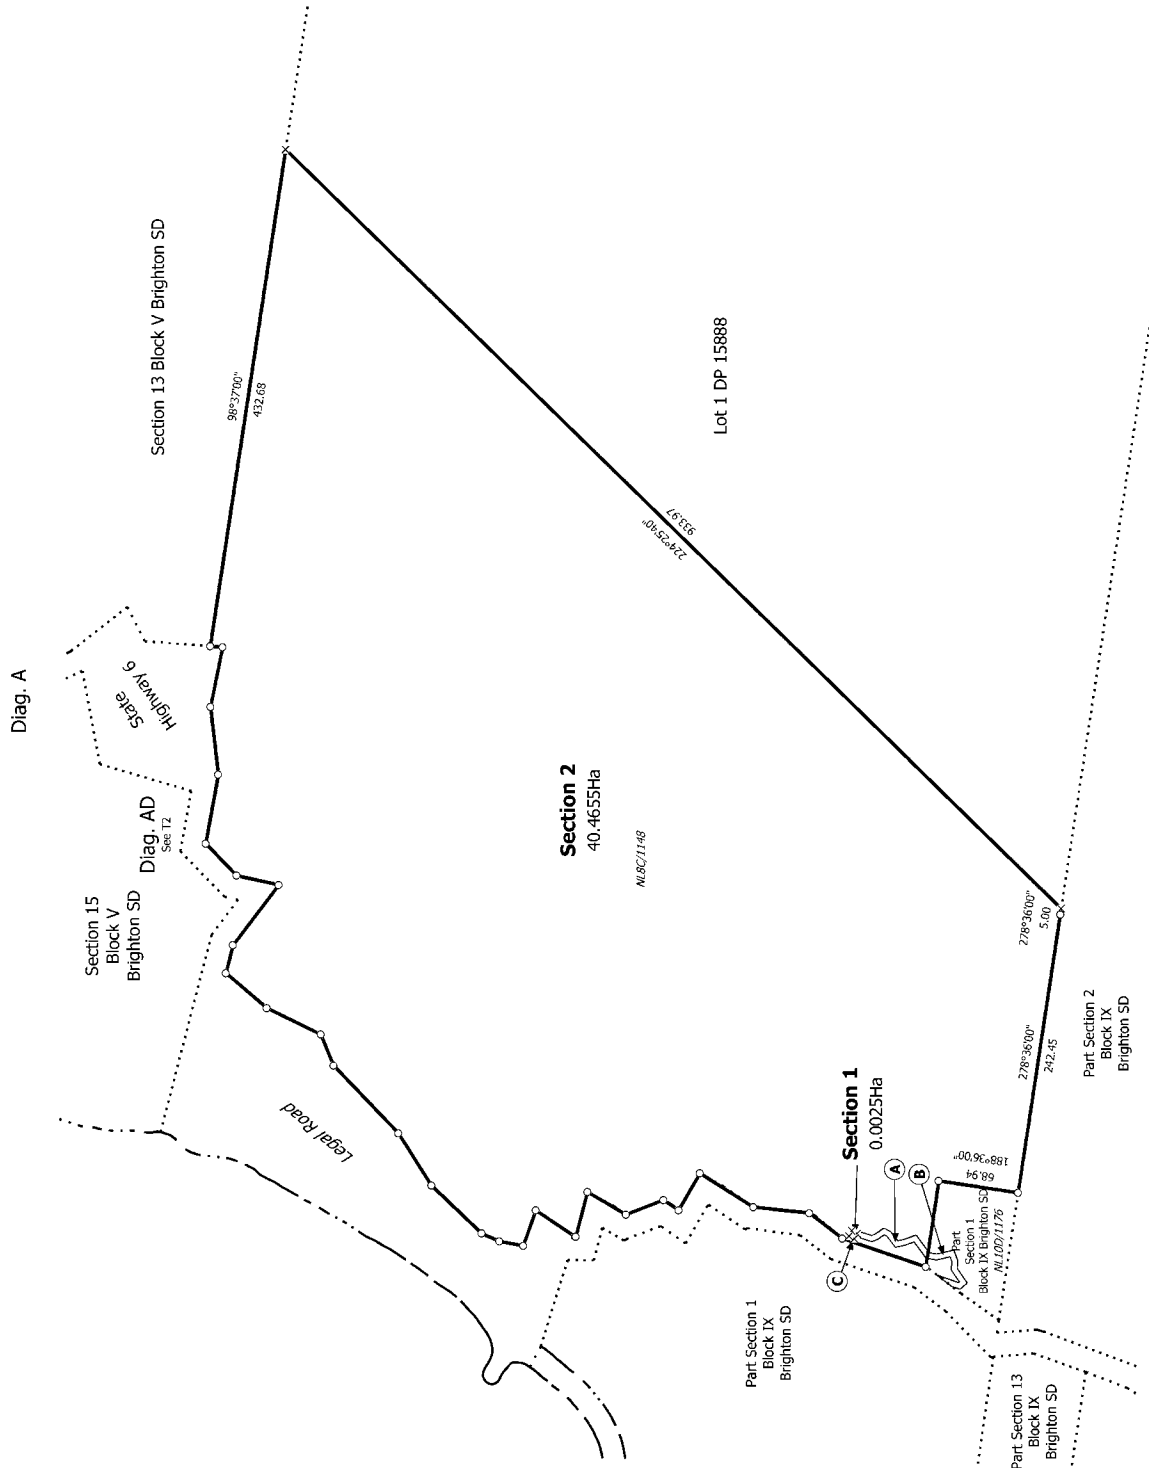 Diag. A
Section 13 Block V Brighton SD
98°37'00"
432.68
State
Highway 6
Diag. AD
See T2
Section 15
Block V
Brighton SD
Lot 1 DP 15888
224°25'40"
933.97
Section 2
40.4655Ha
NL8C/1148
Legal Road
278°36'00"
5.00
278°36'00"
242.45
Part Section 2
Block IX
Brighton SD
Section 1
0.0025Ha
188°36'00"
68.94
A
B
C
Part
Section 1
Block IX Brighton SD
NL10D/1176
Part Section 1
Block IX
Brighton SD
Part Section 13
Block IX
Brighton SD